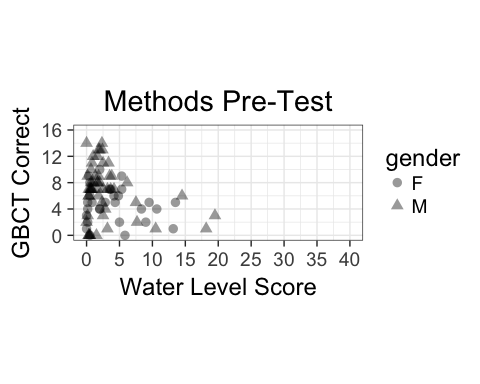 Methods Pre-Test
GBCT Correct
16
12
8
4
0
0 5 10 15 20 25 30 35 40
Water Level Score
gender
F
M